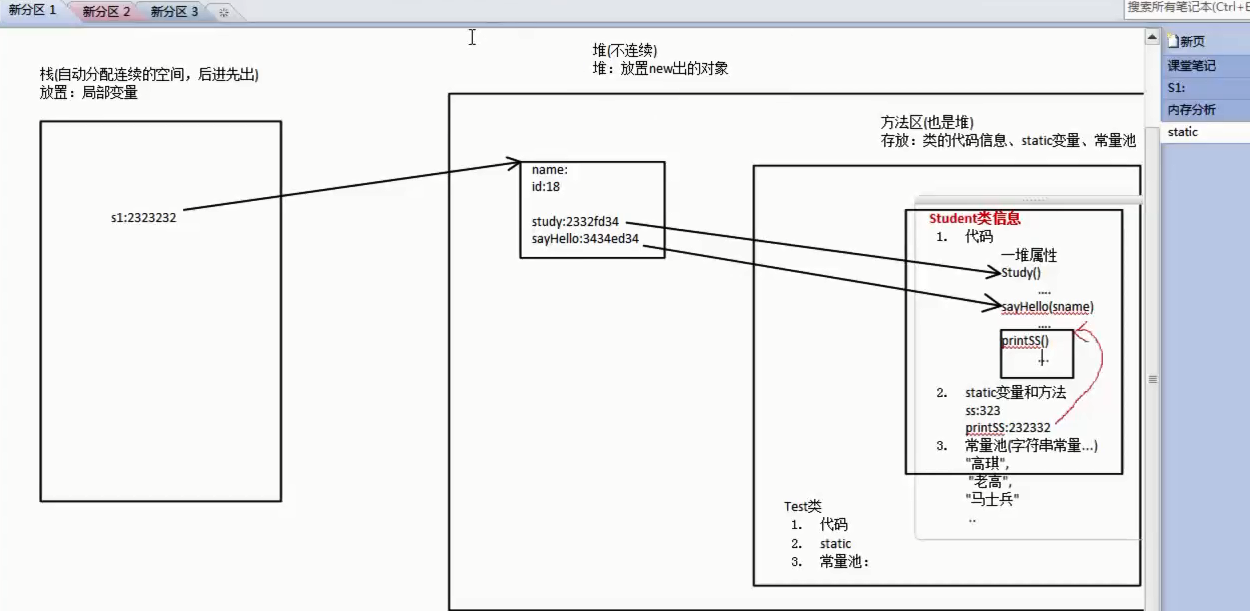 新分区 1
新分区 2
新分区 3
搜索所有笔记本(Ctrl+E
新页
课堂笔记
S1:
内存分析
static
栈(自动分配连续的空间，后进先出)
放置：局部变量
s1:2323232
堆(不连续)
堆：放置new出的对象
name:
id:18
study:2332fd34
sayHello:3434ed34
方法区(也是堆)
存放：类的代码信息、static变量、常量池
Student类信息
1. 代码
一堆属性
Study()
....
sayHello(sname)
....
printSS()
...
2. static变量和方法
ss:323
printSS:232332
3. 常量池(字符串常量...)
"高琪",
"老高",
"马士兵"
..
Test类
1. 代码
2. static
3. 常量池：